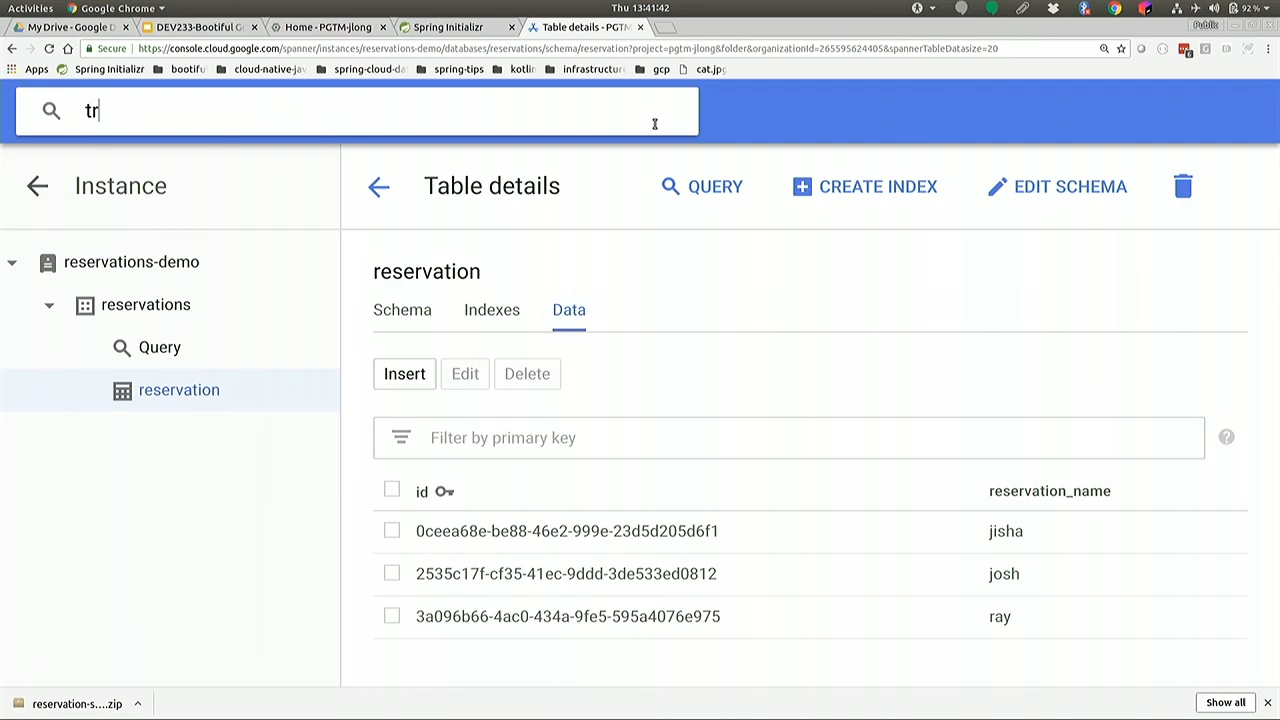 Activities Google Chrome Thu 13:41:42 92%
My Drive - Google D DEV233-Bootiful G Home - PGTM-jlong Spring Initializr Table details - PGTM Public
Secure https://console.cloud.google.com/spanner/instances/reservations-demo/databases/reservations/schema/reservation?project=pgtm-jlong&folder&organizationId=265595624405&spannerTableDatasize=20
Apps Spring Initializr bootifu cloud-native-jav spring-cloud-da spring-tips kotlin infrastructure gcp cat.jpg
tr
Instance
Table details QUERY CREATE INDEX EDIT SCHEMA
reservations-demo
reservations
Query
reservation
reservation
Schema Indexes Data
Insert Edit Delete
Filter by primary key
id reservation_name
0ceea68e-be88-46e2-999e-23d5d205d6f1 jisha
2535c17f-cf35-41ec-9ddd-3de533ed0812 josh
3a096b66-4ac0-434a-9fe5-595a4076e975 ray
reservation-s....zip Show all